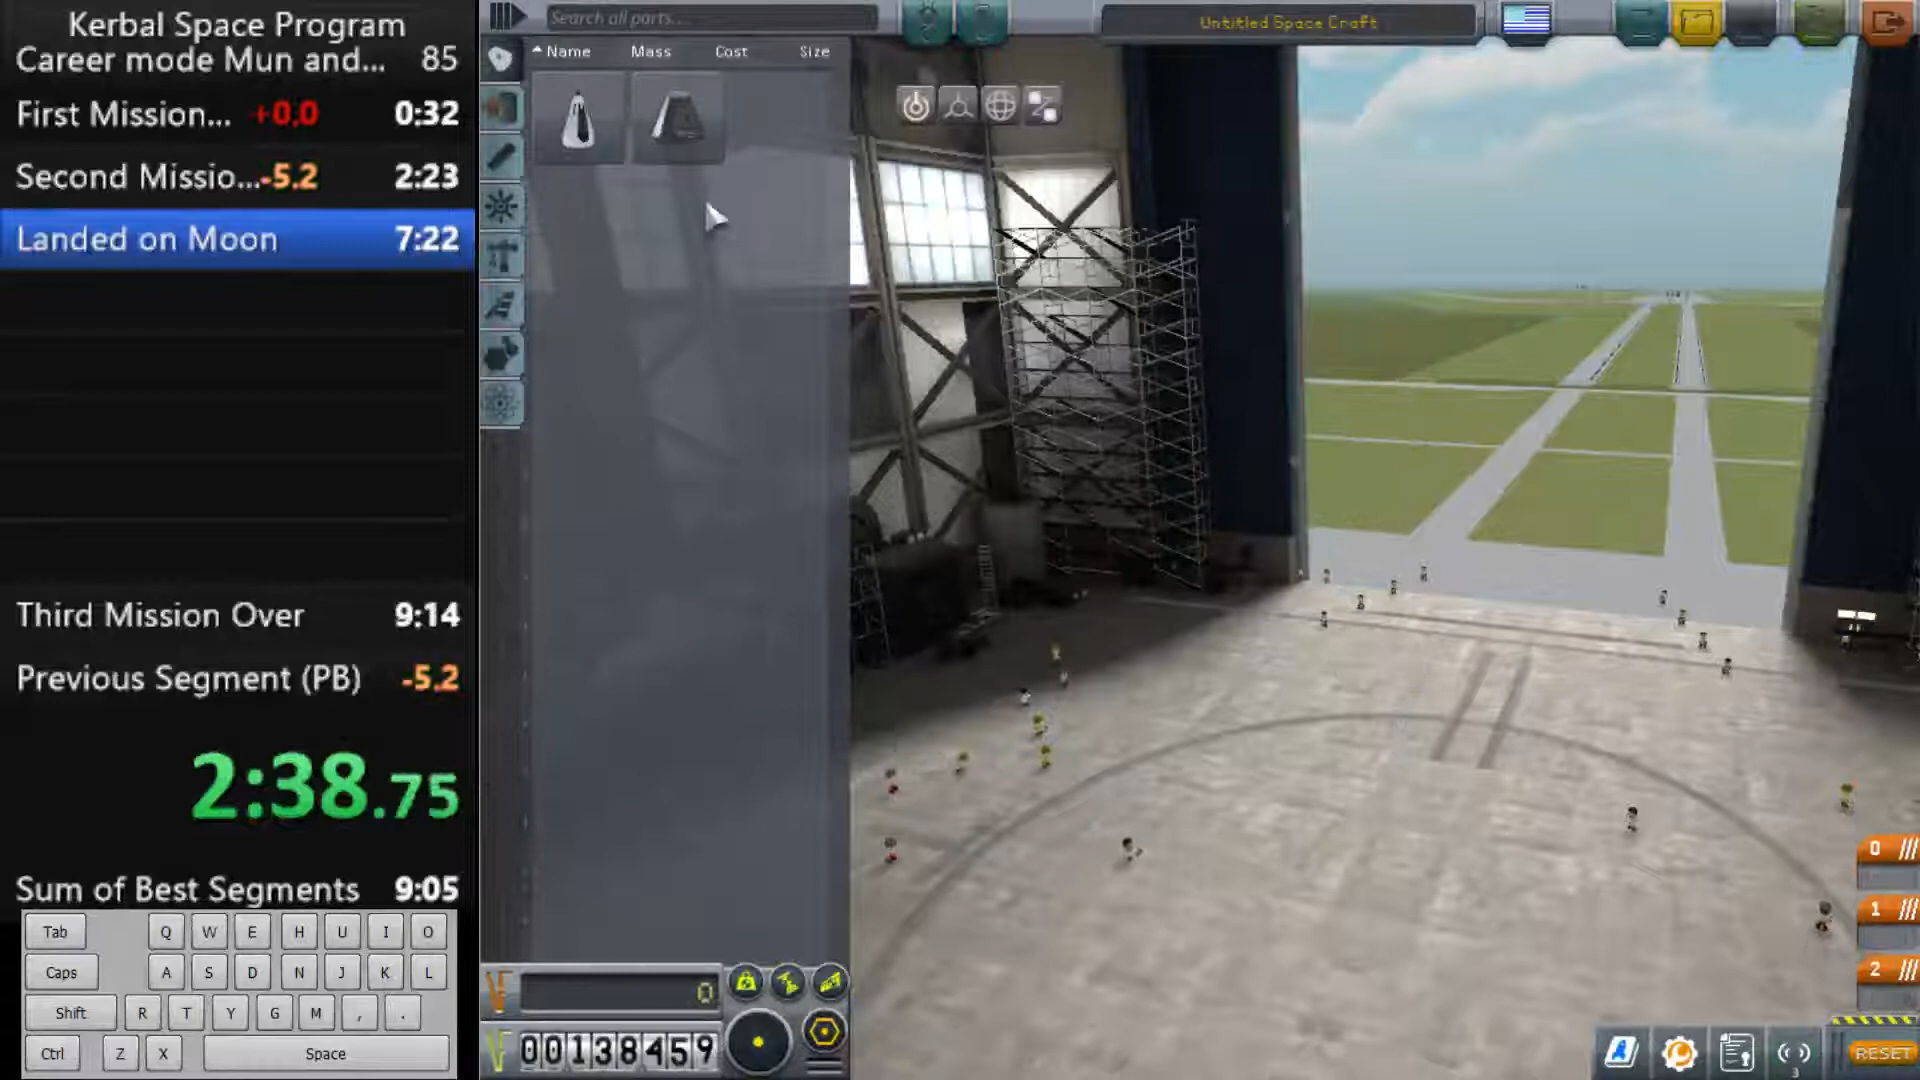 Kerbal Space Program
Career mode Mun and... 85
First Mission... +0.0 0:32
Second Missio...-5.2 2:23
Landed on Moon 7:22
Third Mission Over 9:14
Previous Segment (PB) -5.2
2:38.75
Sum of Best Segments 9:05
Tab Q W E H U I O
Caps A S D N J K L
Shift R T Y G M , .
Ctrl Z X Space
Search all parts...
Untitled Space Craft
Name Mass Cost Size
0
00138459
0
1
2
3
RESET